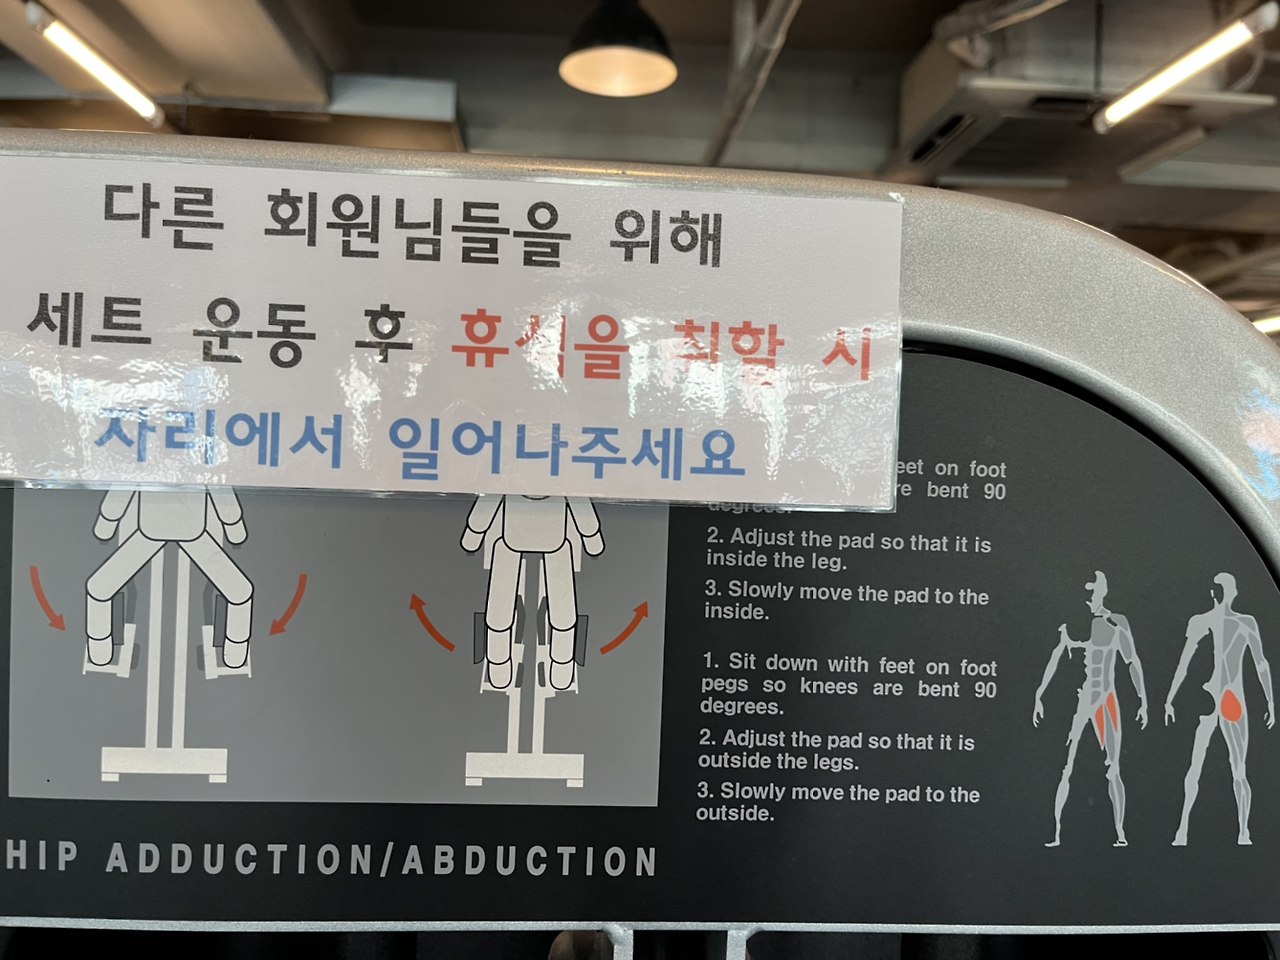 다른 회원님들을 위해
세트 운동 후 휴식을 취할 시
자리에서 일어나주세요
feet on foot
are bent 90
degrees.
2. Adjust the pad so that it is
inside the leg.
3. Slowly move the pad to the
inside.
1. Sit down with feet on foot
pegs so knees are bent 90
degrees.
2. Adjust the pad so that it is
outside the legs.
3. Slowly move the pad to the
outside.
HIP ADDUCTION/ABDUCTION